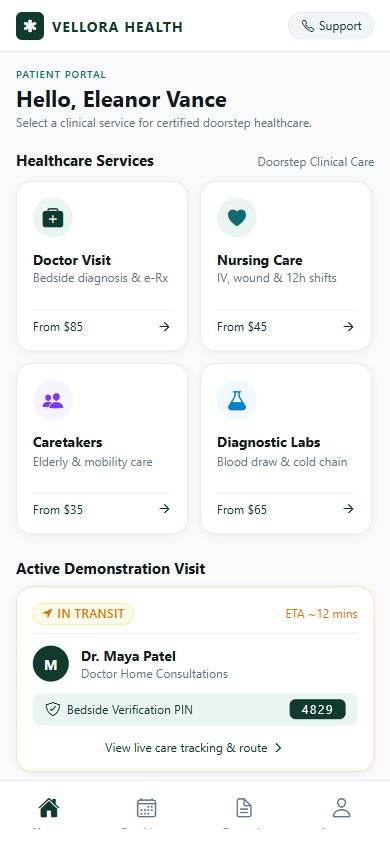 VELLORA HEALTH
Support
PATIENT PORTAL
Hello, Eleanor Vance
Select a clinical service for certified doorstep healthcare.
Healthcare Services
Doorstep Clinical Care
Doctor Visit
Bedside diagnosis & e-Rx
From $85
Nursing Care
IV, wound & 12h shifts
From $45
Caretakers
Elderly & mobility care
From $35
Diagnostic Labs
Blood draw & cold chain
From $65
Active Demonstration Visit
IN TRANSIT
ETA ~12 mins
M
Dr. Maya Patel
Doctor Home Consultations
Bedside Verification PIN
4829
View live care tracking & route